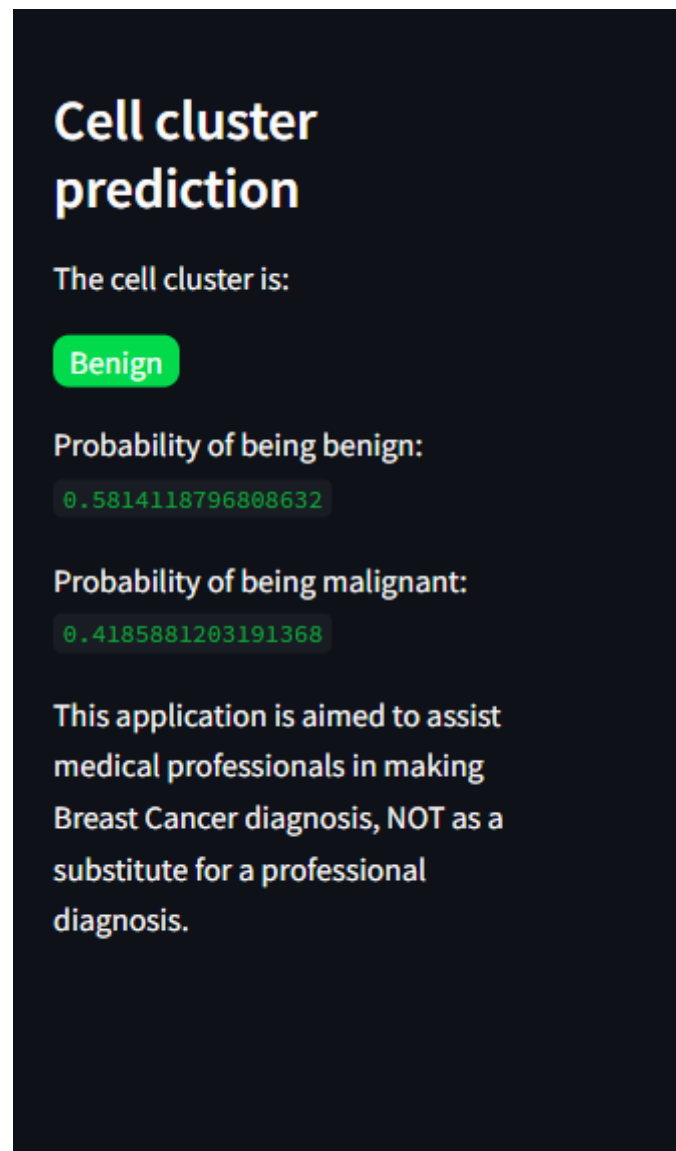 Cell cluster
prediction
The cell cluster is:
Benign
Probability of being benign:
0.5814118796808632
Probability of being malignant:
0.4185881203191368
This application is aimed to assist
medical professionals in making
Breast Cancer diagnosis, NOT as a
substitute for a professional
diagnosis.